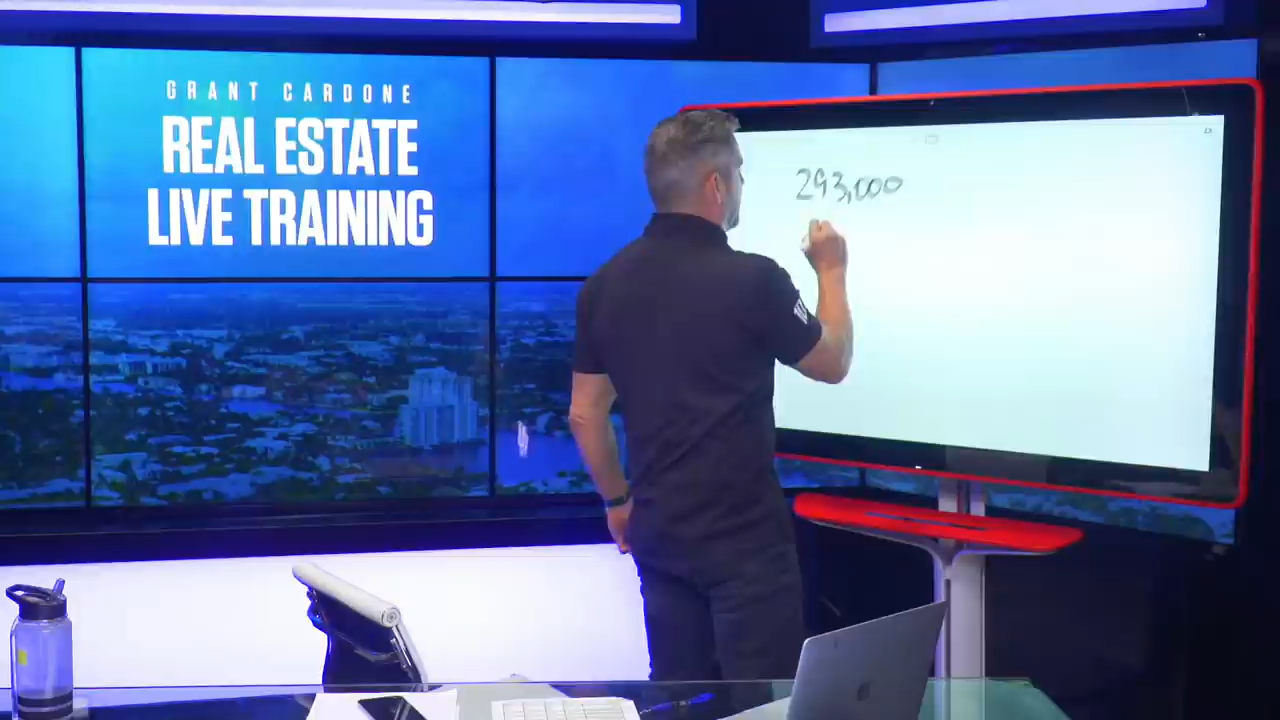 GRANT CARDONE
REAL ESTATE
LIVE TRAINING
293,000